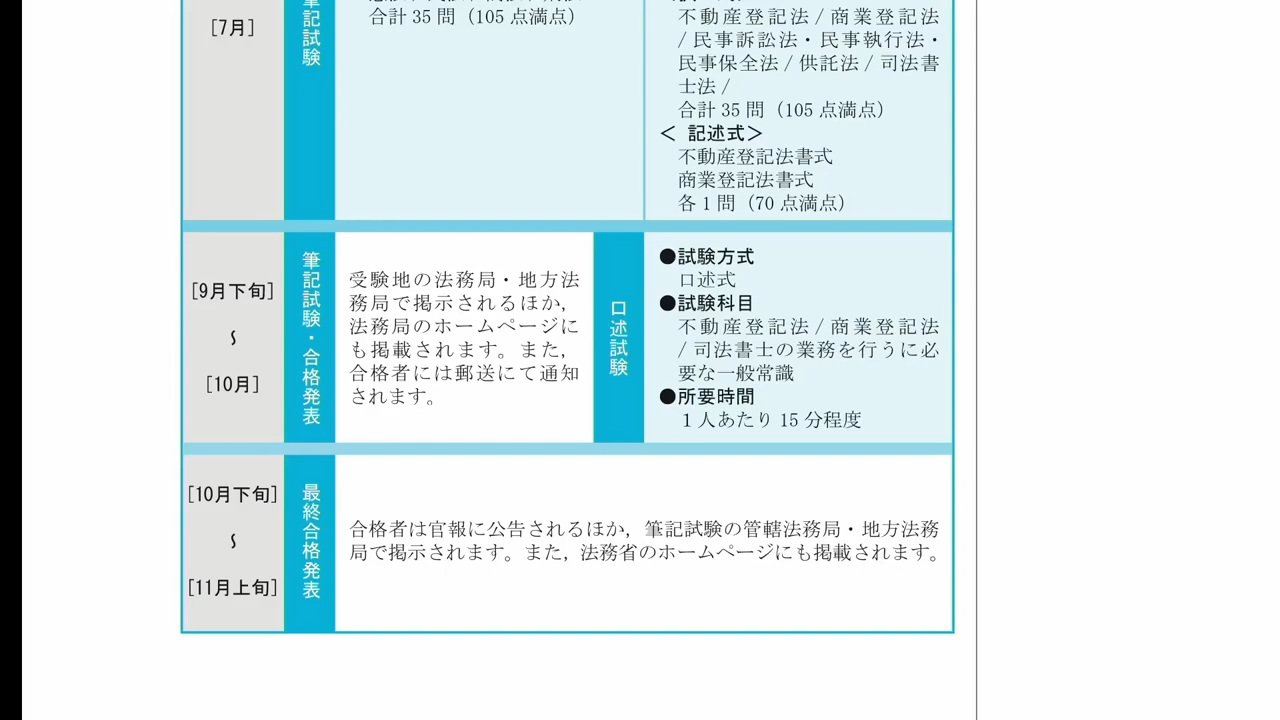 [7月]
筆記試験
合計 35 問（105 点満点）
不動産登記法 / 商業登記法
/ 民事訴訟法・民事執行法・
民事保全法 / 供託法 / 司法書
士法 /
合計 35 問（105 点満点）
＜ 記述式＞
不動産登記法書式
商業登記法書式
各 1 問（70 点満点）
[9月下旬]
〜
[10月]
筆記試験・合格発表
受験地の法務局・地方法
務局で掲示されるほか，
法務局のホームページに
も掲載されます。また，
合格者には郵送にて通知
されます。
口述試験
●試験方式
口述式
●試験科目
不動産登記法 / 商業登記法
/ 司法書士の業務を行うに必
要な一般常識
●所要時間
１人あたり 15 分程度
[10月下旬]
〜
[11月上旬]
最終合格発表
合格者は官報に公告されるほか，筆記試験の管轄法務局・地方法務
局で掲示されます。また，法務省のホームページにも掲載されます。